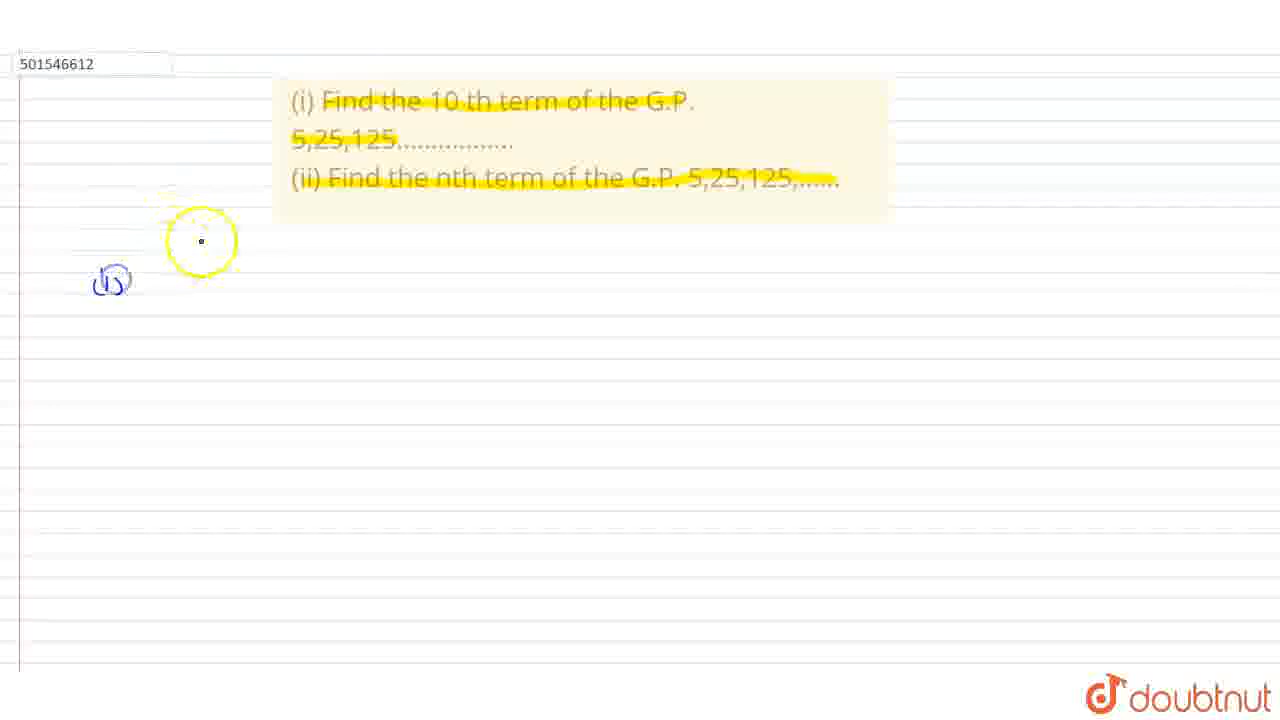 501546612
(i) Find the 10 th term of the G.P.
5,25,125.................
(ii) Find the nth term of the G.P. 5,25,125,......
(i)
doubtnut